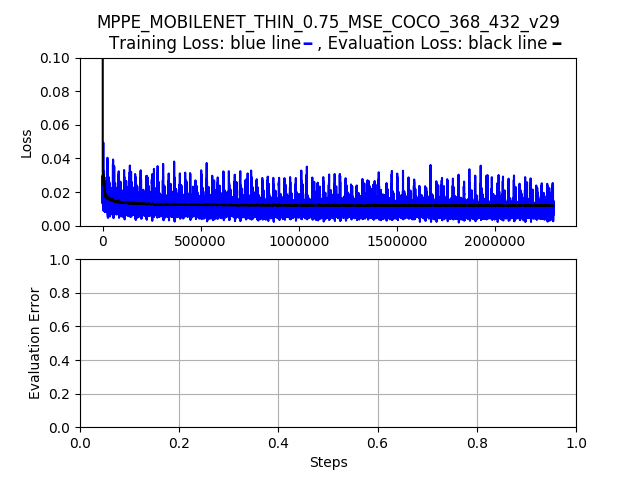 MPPE_MOBILENET_THIN_0.75_MSE_COCO_368_432_v29
Training Loss: blue line , Evaluation Loss: black line
0.10
0.08
0.06
0.04
0.02
0.00
Loss
0 500000 1000000 1500000 2000000
1.0
0.8
0.6
0.4
0.2
0.0
Evaluation Error
0.0 0.2 0.4 0.6 0.8 1.0
Steps